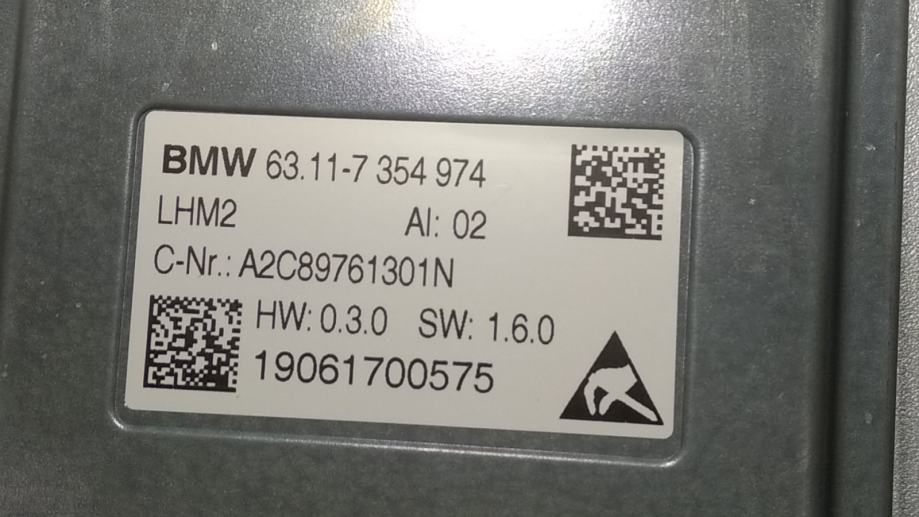 BMW 63.11-7 354 974
LHM2 AI: 02
C-Nr.: A2C89761301N
HW: 0.3.0 SW: 1.6.0
19061700575